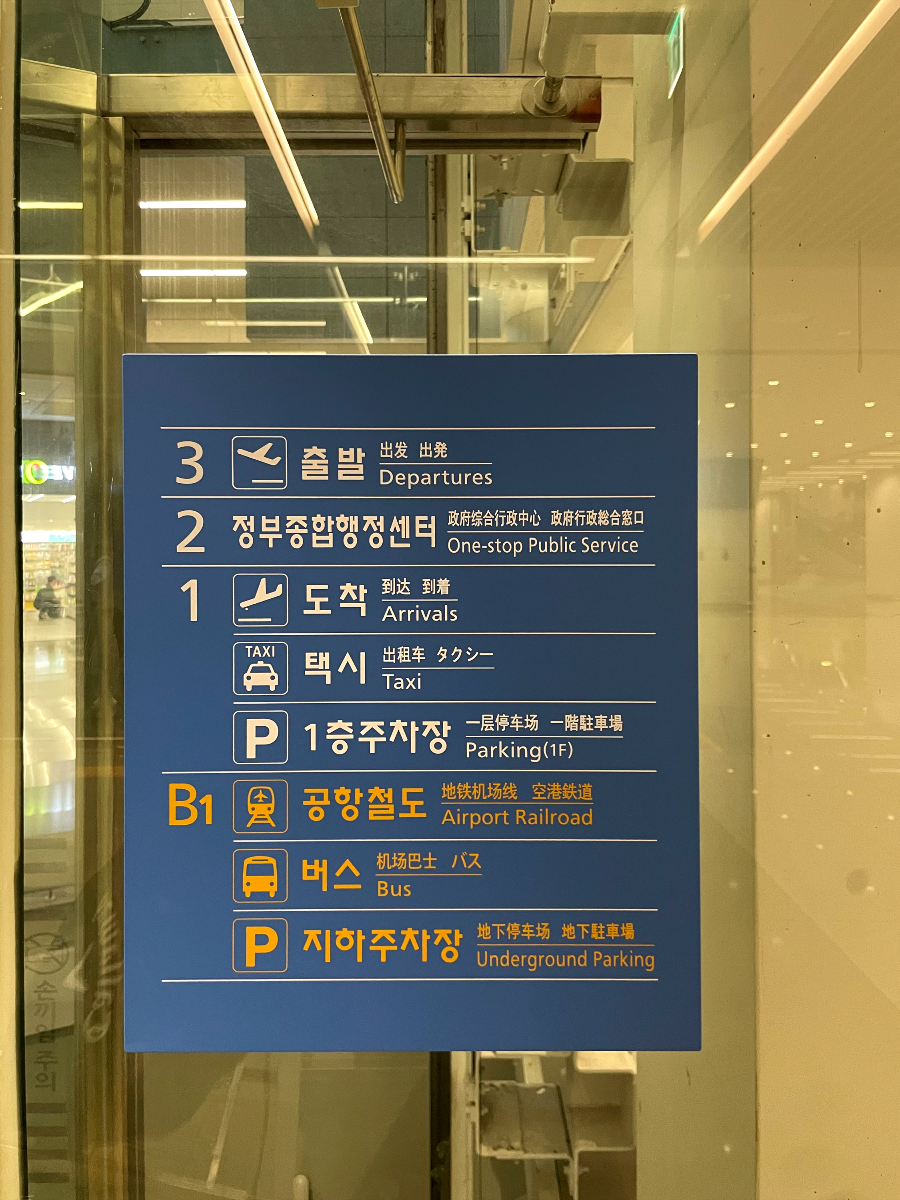 3 출발 出发 出発
Departures
2 정부종합행정센터 政府综合行政中心 政府行政総合窓口
One-stop Public Service
1 도착 到达 到着
Arrivals
TAXI
택시 出租车 タクシー
Taxi
P 1층주차장 一层停车场 一階駐車場
Parking(1F)
B1 공항철도 地铁机场线 空港鉄道
Airport Railroad
버스 机场巴士 バス
Bus
P 지하주차장 地下停车场 地下駐車場
Underground Parking
손끼임주의